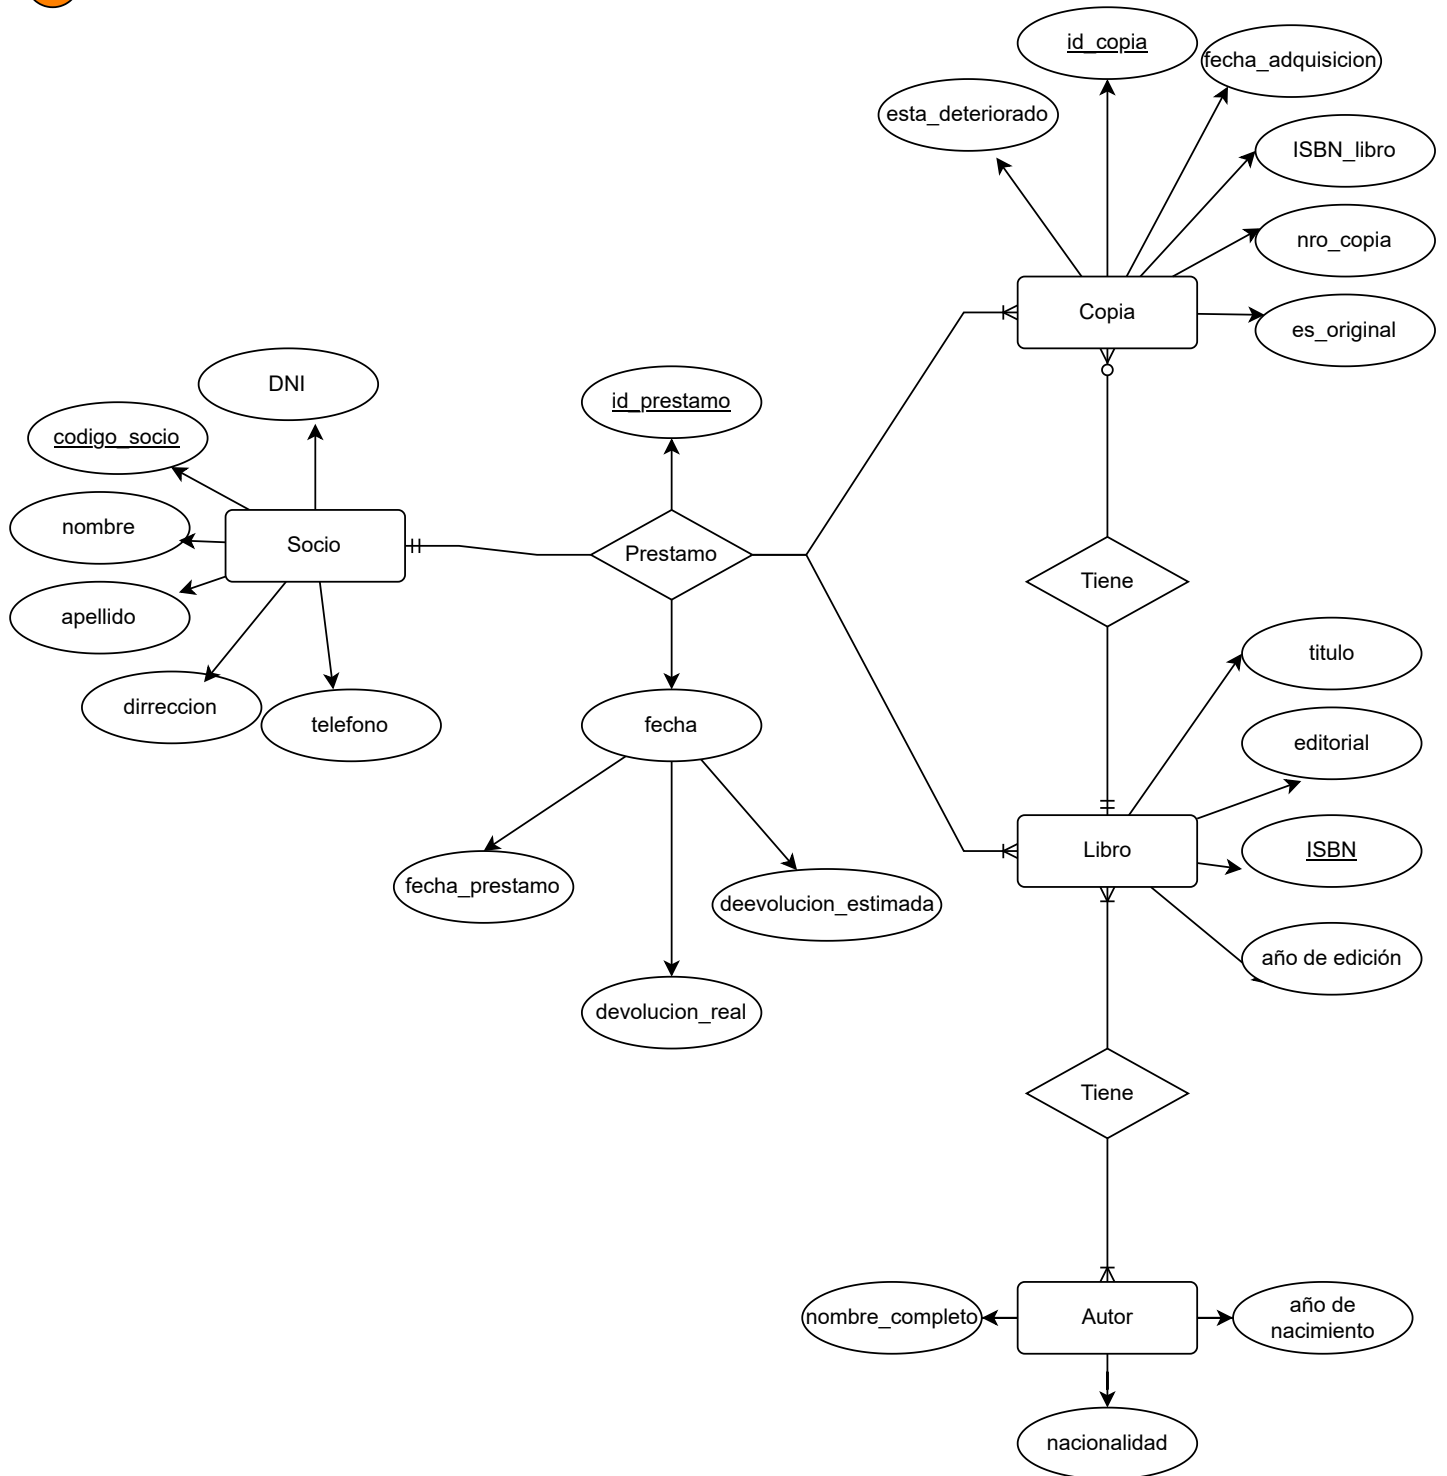 id_copia
fecha_adquisicion
esta_deteriorado
ISBN_libro
nro_copia
Copia
es_original
DNI
id_prestamo
codigo_socio
nombre
Socio
Prestamo
Tiene
apellido
titulo
dirreccion
telefono
fecha
editorial
Libro
ISBN
fecha_prestamo
deevolucion_estimada
año de edición
devolucion_real
Tiene
nombre_completo
Autor
año de
nacimiento
nacionalidad